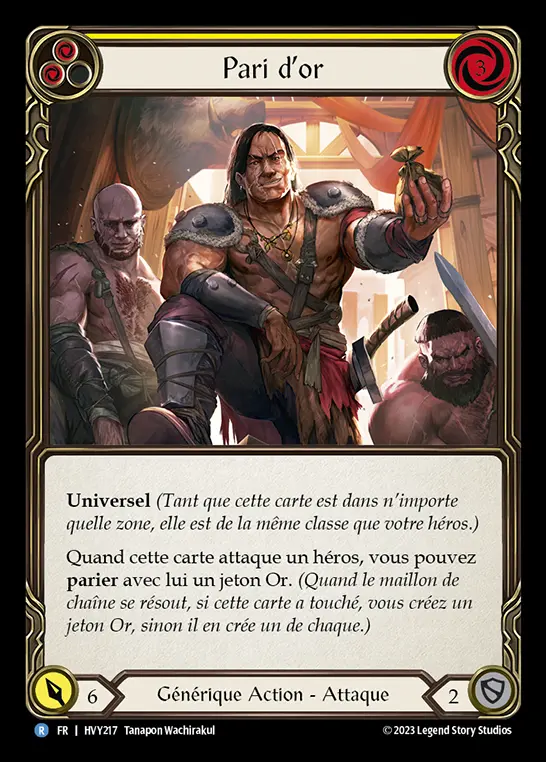 Pari d'or
3
Universel (Tant que cette carte est dans n'importe
quelle zone, elle est de la même classe que votre héros.)
Quand cette carte attaque un héros, vous pouvez
parier avec lui un jeton Or. (Quand le maillon de
chaîne se résout, si cette carte a touché, vous créez un
jeton Or, sinon il en crée un de chaque.)
6
Générique Action - Attaque
2
R FR | HVY217 Tanapon Wachirakul
© 2023 Legend Story Studios